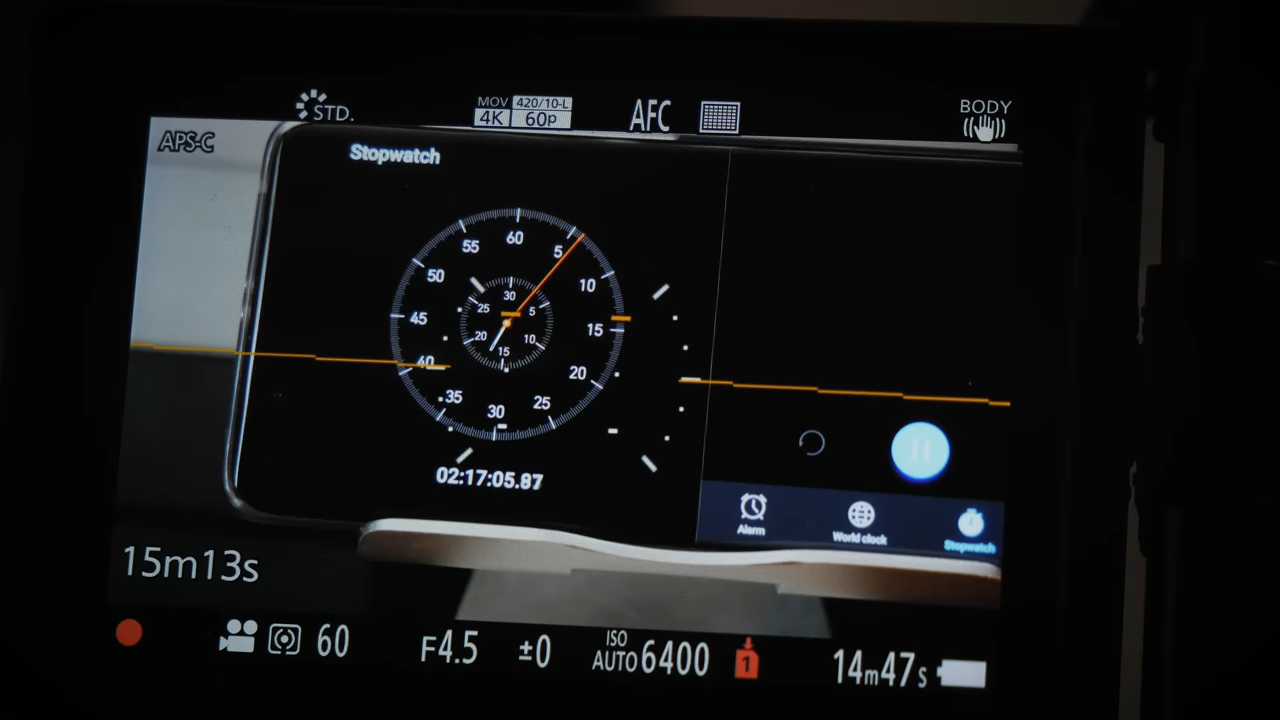 STD.
MOV 420/10-L
4K 60p
AFC
BODY
APS-C
Stopwatch
60
55 5
50 10
45 15
40 20
35 25
30
30
25 5
20 10
15
02:17:05.87
Alarm
World clock
Stopwatch
15m13s
60
F4.5
±0
ISO
AUTO 6400
1
14m47s